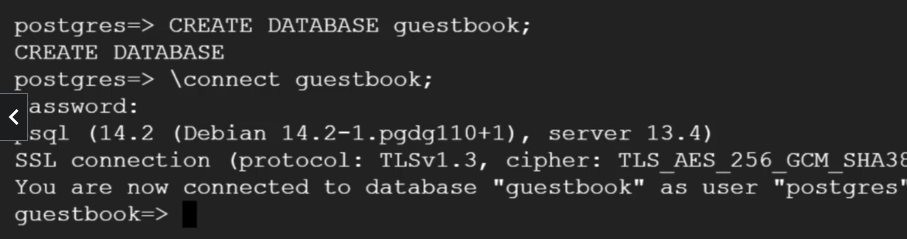 postgres=> CREATE DATABASE guestbook;
CREATE DATABASE
postgres=> \connect guestbook;
assword:
psql (14.2 (Debian 14.2-1.pgdg110+1), server 13.4)
SSL connection (protocol: TLSv1.3, cipher: TLS_AES_256_GCM_SHA38
You are now connected to database "guestbook" as user "postgres"
guestbook=>